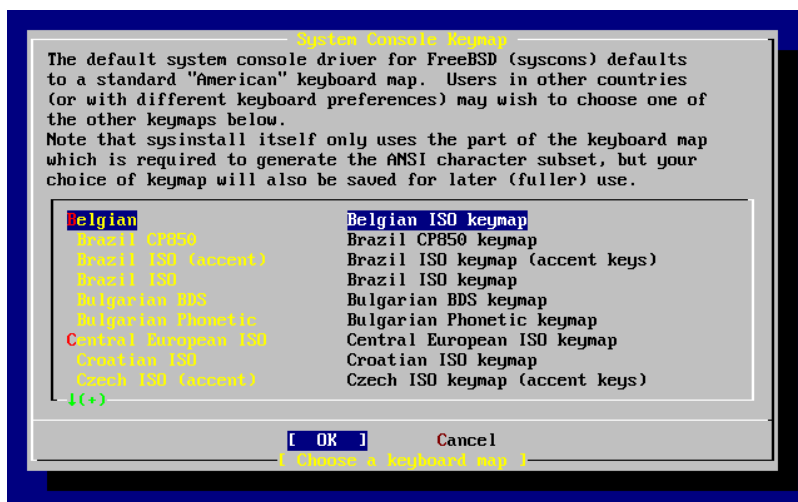 System Console Keymap
The default system console driver for FreeBSD (syscons) defaults
to a standard "American" keyboard map.  Users in other countries
(or with different keyboard preferences) may wish to choose one of
the other keymaps below.
Note that sysinstall itself only uses the part of the keyboard map
which is required to generate the ANSI character subset, but your
choice of keymap will also be saved for later (fuller) use.
Belgian Belgian ISO keymap
Brazil CP850 Brazil CP850 keymap
Brazil ISO (accent) Brazil ISO keymap (accent keys)
Brazil ISO Brazil ISO keymap
Bulgarian BDS Bulgarian BDS keymap
Bulgarian Phonetic Bulgarian Phonetic keymap
Central European ISO Central European ISO keymap
Croatian ISO Croatian ISO keymap
Czech ISO (accent) Czech ISO keymap (accent keys)
↓(+)
[ OK ] Cancel
[ Choose a keyboard map ]